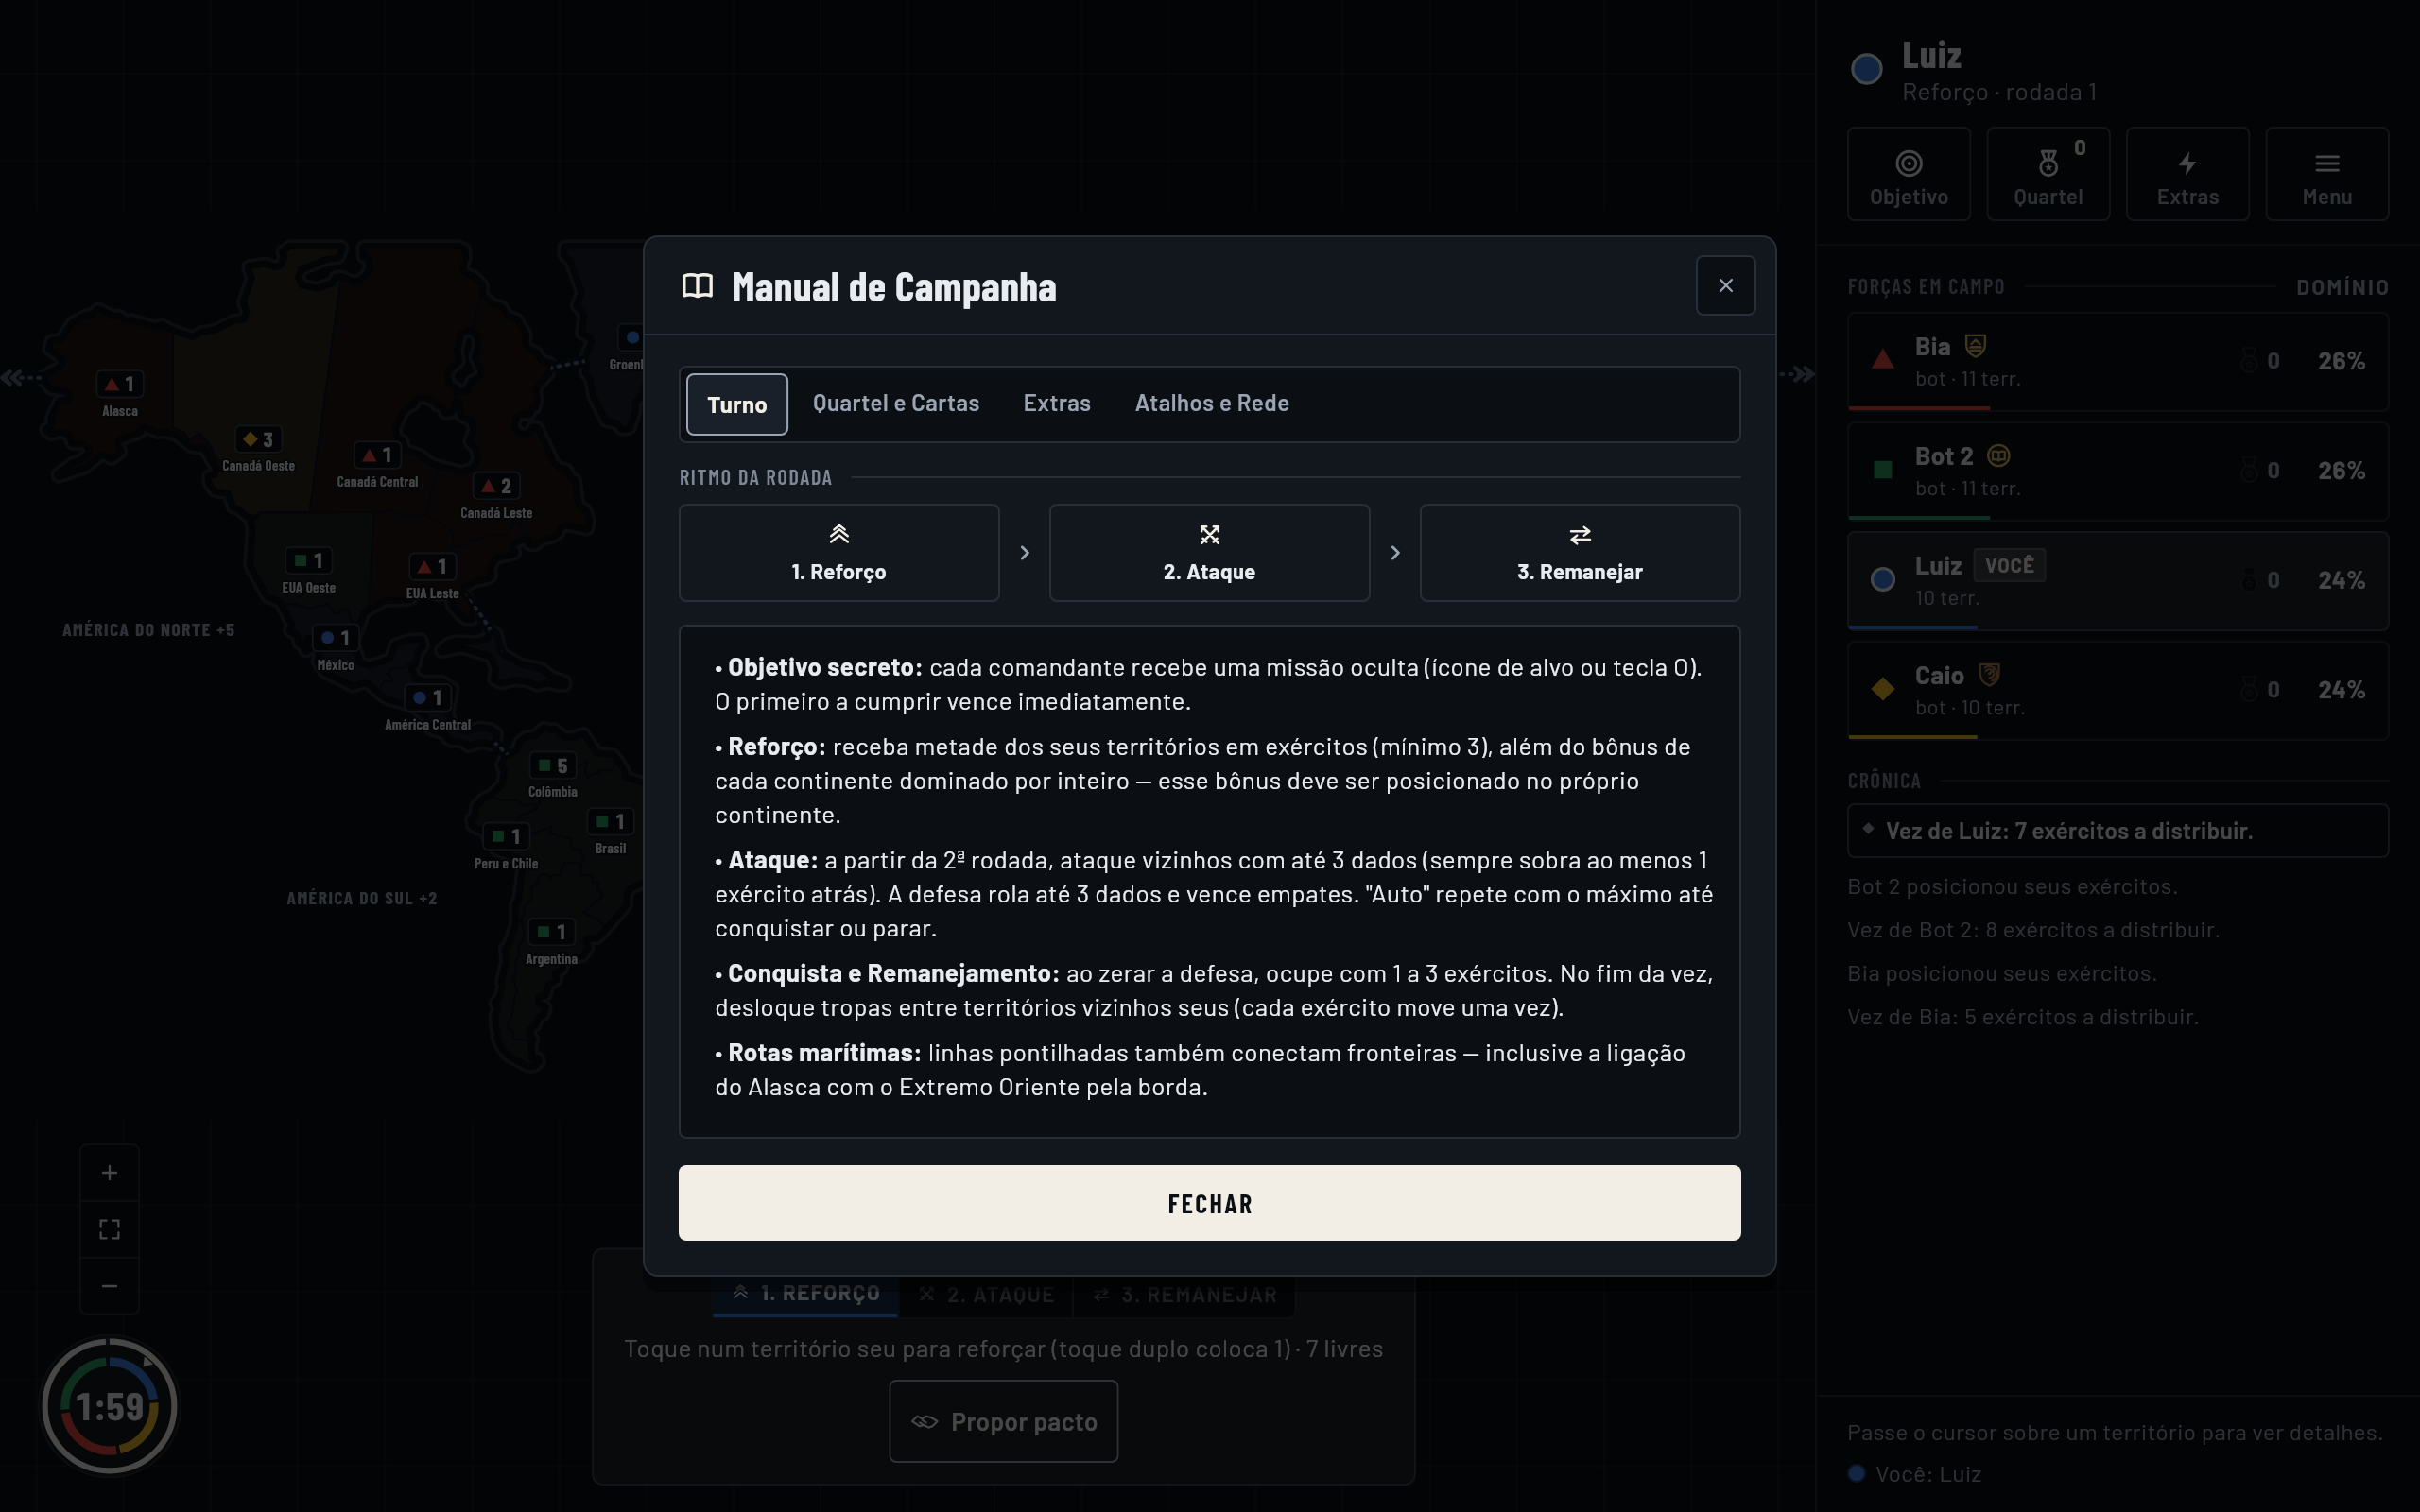 Luiz
Reforço · rodada 1
Objetivo
0
Quartel
Extras
Menu
FORÇAS EM CAMPO
DOMÍNIO
Bia
bot · 11 terr.
0
26%
Bot 2
bot · 11 terr.
0
26%
Luiz VOCÊ
10 terr.
0
24%
Caio
bot · 10 terr.
0
24%
CRÔNICA
Vez de Luiz: 7 exércitos a distribuir.
Bot 2 posicionou seus exércitos.
Vez de Bot 2: 8 exércitos a distribuir.
Bia posicionou seus exércitos.
Vez de Bia: 5 exércitos a distribuir.
Passe o cursor sobre um território para ver detalhes.
Você: Luiz
Manual de Campanha
Turno
Quartel e Cartas
Extras
Atalhos e Rede
RITMO DA RODADA
1. Reforço
2. Ataque
3. Remanejar
• Objetivo secreto: cada comandante recebe uma missão oculta (ícone de alvo ou tecla O).
O primeiro a cumprir vence imediatamente.
• Reforço: receba metade dos seus territórios em exércitos (mínimo 3), além do bônus de
cada continente dominado por inteiro — esse bônus deve ser posicionado no próprio
continente.
• Ataque: a partir da 2ª rodada, ataque vizinhos com até 3 dados (sempre sobra ao menos 1
exército atrás). A defesa rola até 3 dados e vence empates. "Auto" repete com o máximo até
conquistar ou parar.
• Conquista e Remanejamento: ao zerar a defesa, ocupe com 1 a 3 exércitos. No fim da vez,
desloque tropas entre territórios vizinhos seus (cada exército move uma vez).
• Rotas marítimas: linhas pontilhadas também conectam fronteiras — inclusive a ligação
do Alasca com o Extremo Oriente pela borda.
FECHAR
1
Alasca
3
Canadá Oeste
1
Canadá Central
2
Canadá Leste
1
EUA Oeste
1
EUA Leste
AMÉRICA DO NORTE +5
1
México
1
América Central
5
Colômbia
1
Brasil
1
Peru e Chile
AMÉRICA DO SUL +2
1
Argentina
1:59
1. REFORÇO
2. ATAQUE
3. REMANEJAR
Toque num território seu para reforçar (toque duplo coloca 1) · 7 livres
Propor pacto